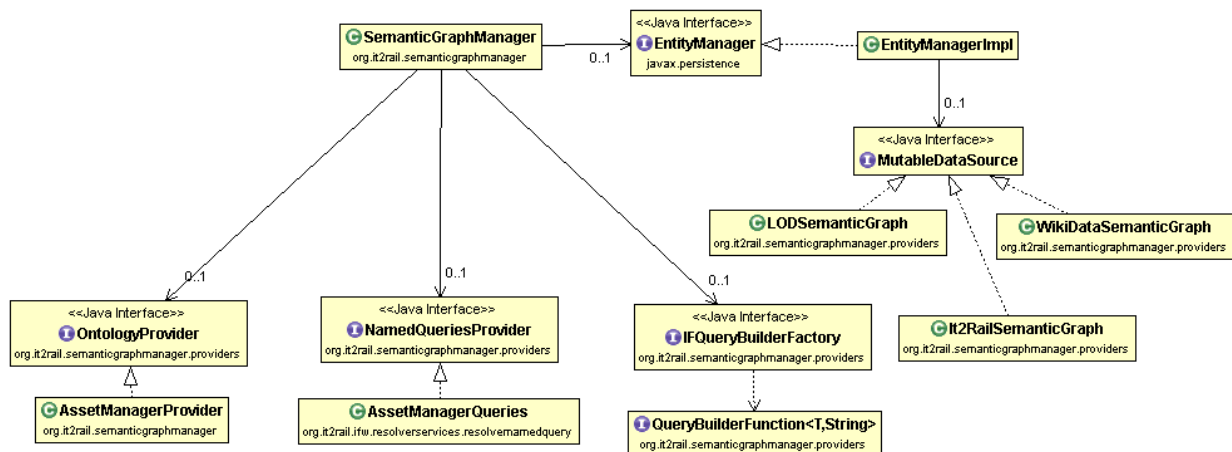 SemanticGraphManager
org.it2rail.semanticgraphmanager
0..1
<<Java Interface>>
EntityManager
javax.persistence
EntityManagerImpl
0..1
<<Java Interface>>
MutableDataSource
LODSemanticGraph
org.it2rail.semanticgraphmanager.providers
WikiDataSemanticGraph
org.it2rail.semanticgraphmanager.providers
It2RailSemanticGraph
org.it2rail.semanticgraphmanager.providers
0..1
<<Java Interface>>
OntologyProvider
org.it2rail.semanticgraphmanager.providers
0..1
<<Java Interface>>
NamedQueriesProvider
org.it2rail.semanticgraphmanager.providers
0..1
<<Java Interface>>
IFQueryBuilderFactory
org.it2rail.semanticgraphmanager.providers
AssetManagerProvider
org.it2rail.semanticgraphmanager
AssetManagerQueries
org.it2rail.ifw.resolverservices.resolvernamedquery
QueryBuilderFunction<T,String>
org.it2rail.semanticgraphmanager.providers